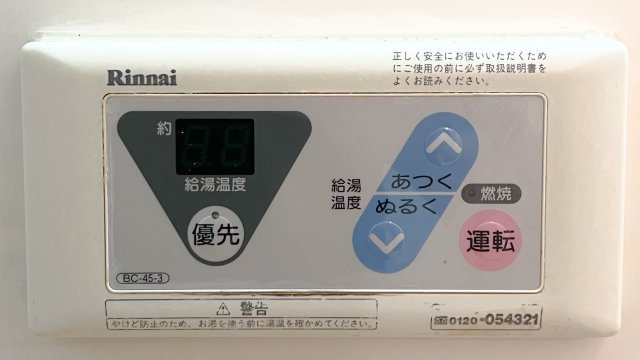 Rinnai
正しく安全にお使いいただくため
にご使用の前に必ず取扱説明書を
よくお読みください。
約
給湯温度
優先
BC-45-3
給湯
温度
あつく
ぬるく
燃焼
運転
⚠警告
やけど防止のため、お湯を使う前に湯温を確かめてください。
0120-054321